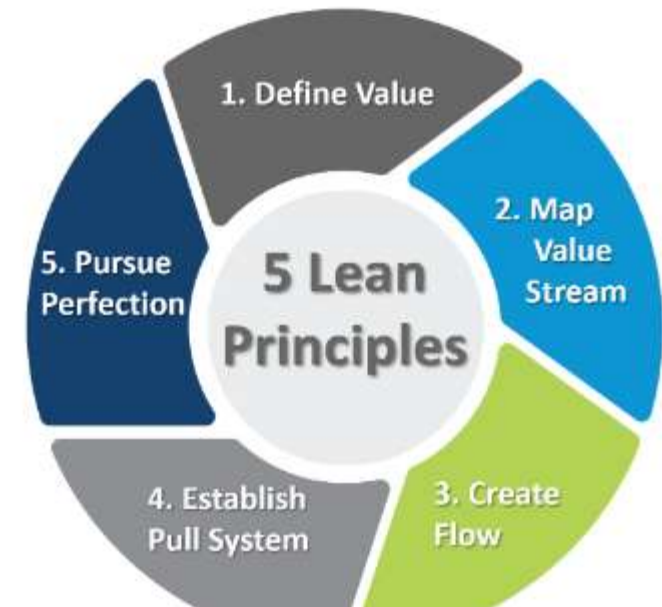 5 Lean
Principles
1. Define Value
2. Map
Value
Stream
3. Create
Flow
4. Establish
Pull System
5. Pursue
Perfection